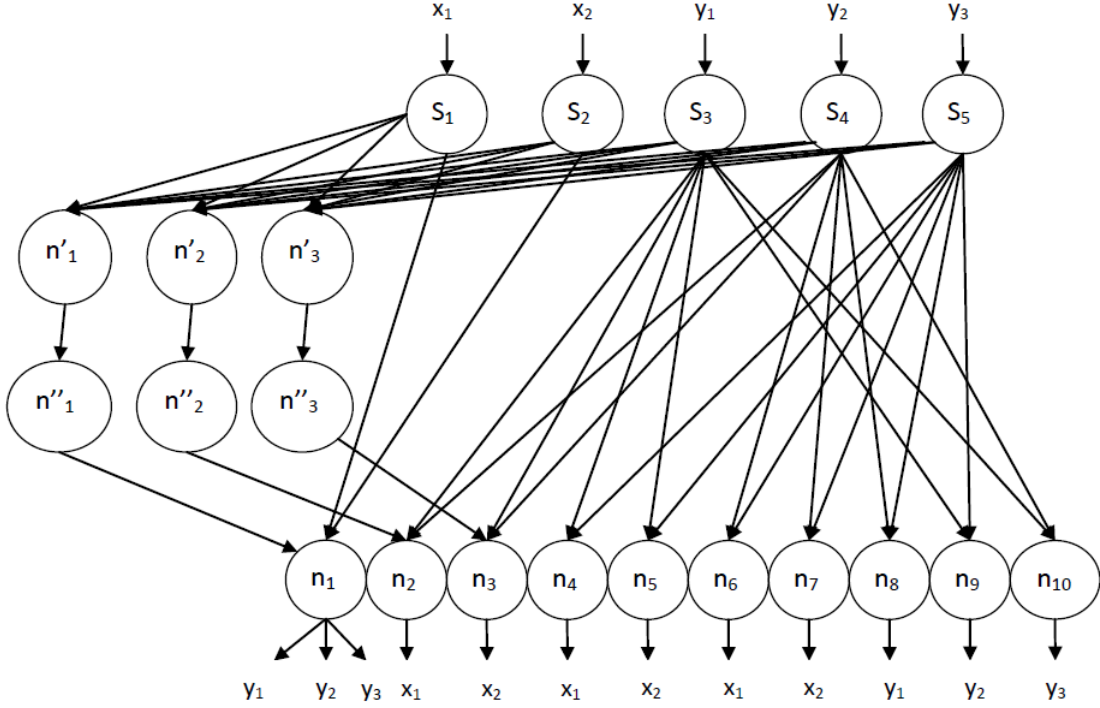 x₁ x₂ y₁ y₂ y₃
S₁ S₂ S₃ S₄ S₅
n'₁ n'₂ n'₃
n''₁ n''₂ n''₃
n₁ n₂ n₃ n₄ n₅ n₆ n₇ n₈ n₉ n₁₀
y₁ y₂ y₃ x₁ x₂ x₁ x₂ x₁ x₂ y₁ y₂ y₃